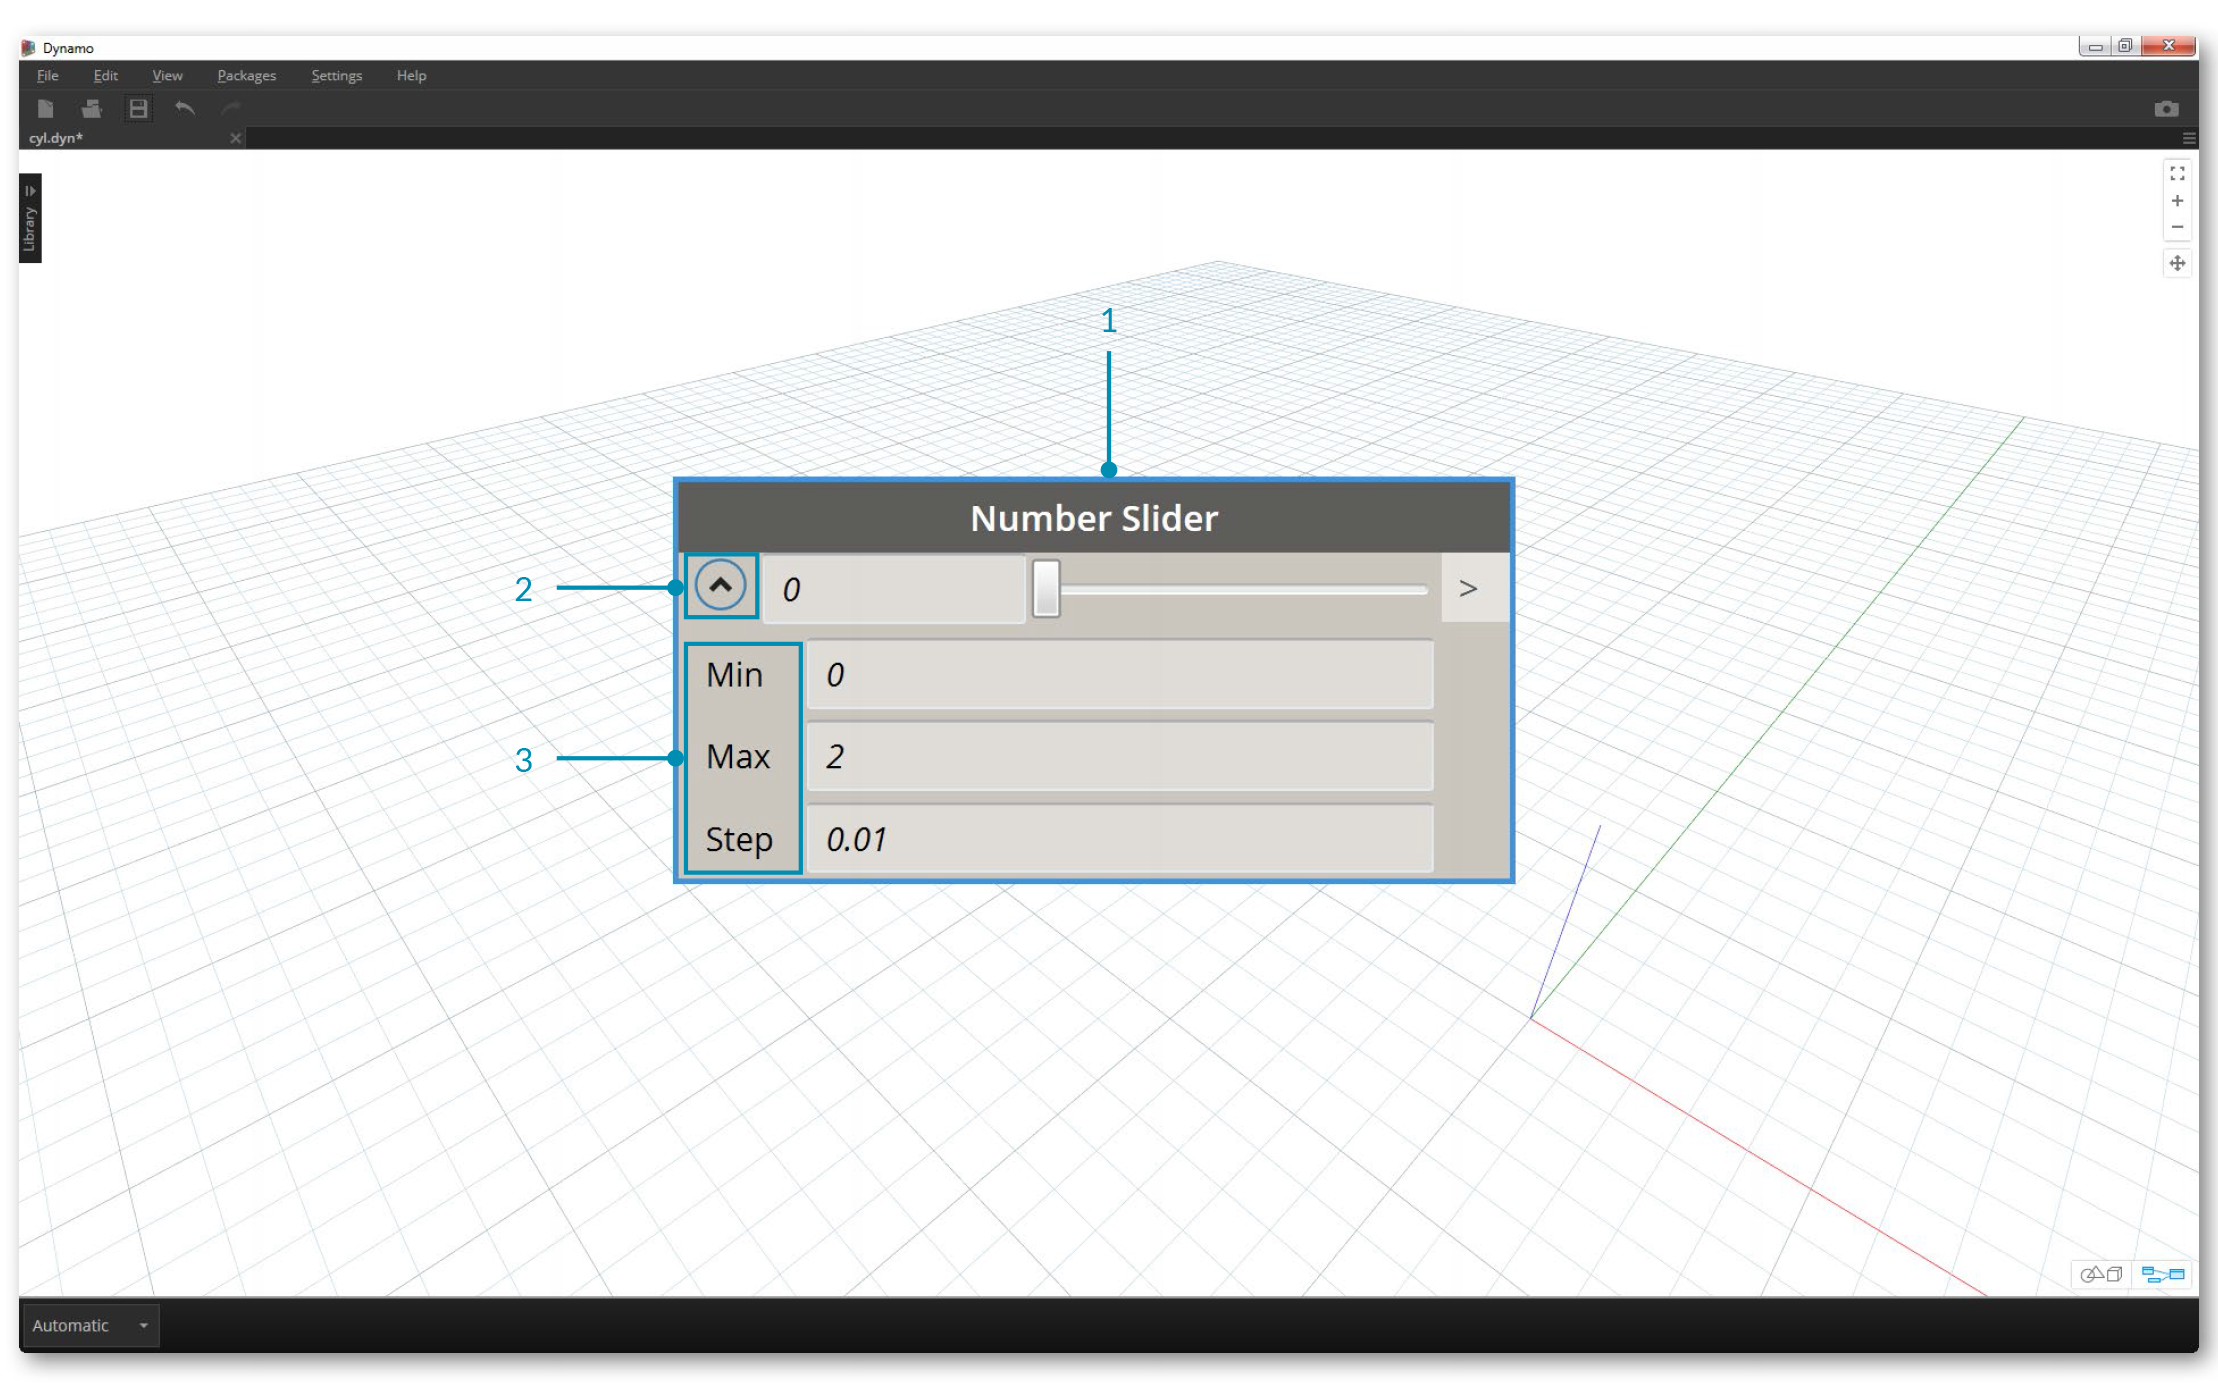 Dynamo
File Edit View Packages Settings Help
cyl.dyn*
Library
1
Number Slider
2
0
>
Min 0
3
Max 2
Step 0.01
Automatic